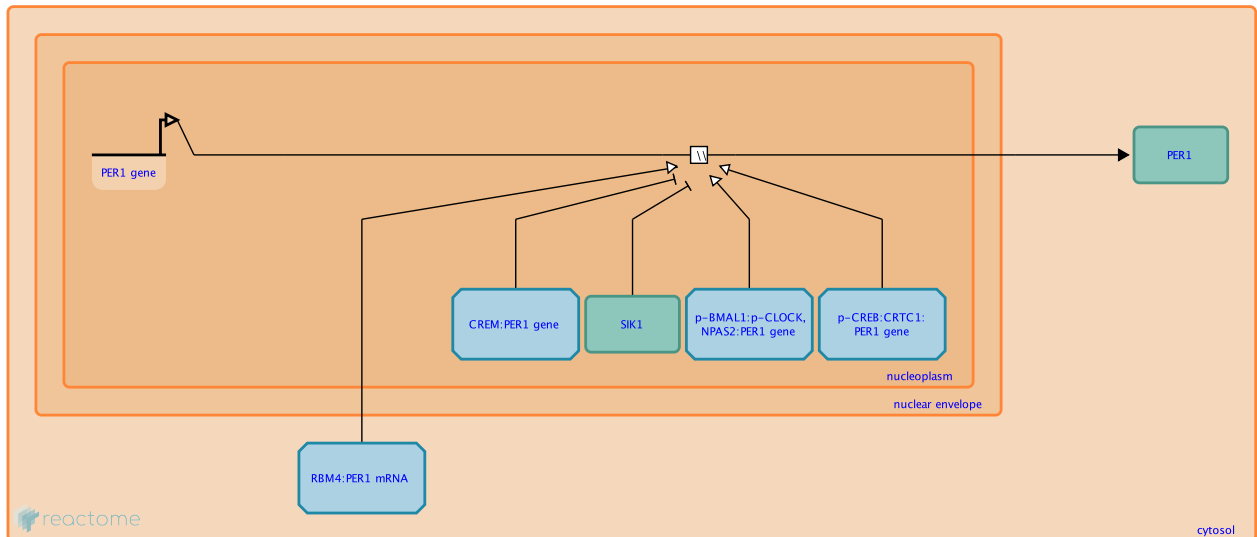 PER1 gene
\\
PER1
CREM:PER1 gene
SIK1
p-BMAL1:p-CLOCK,
NPAS2:PER1 gene
p-CREB:CRTC1:
PER1 gene
nucleoplasm
nuclear envelope
RBM4:PER1 mRNA
reactome
cytosol